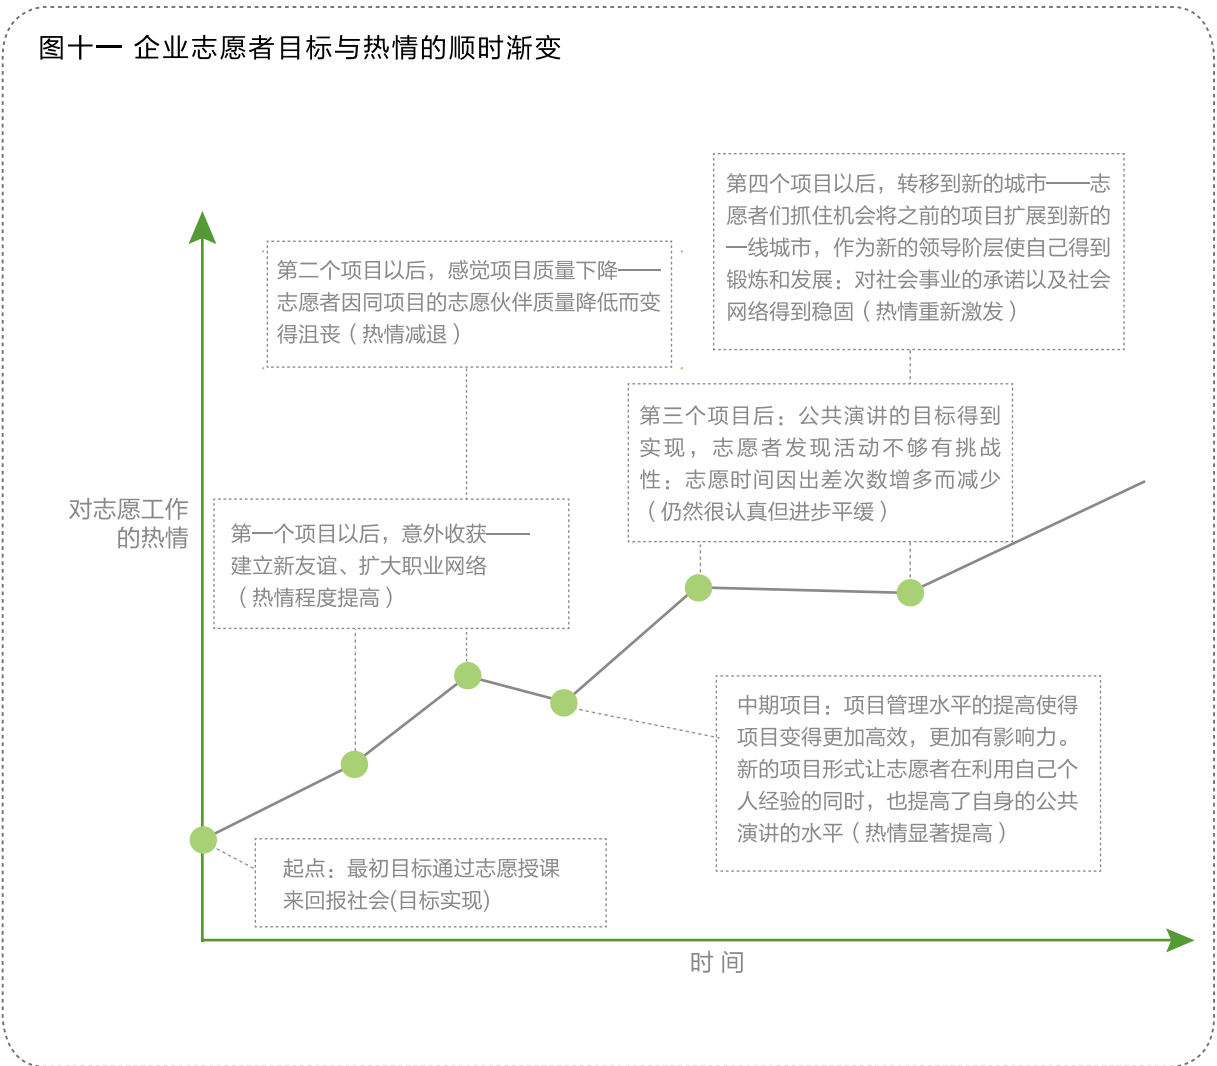 图十一 企业志愿者目标与热情的顺时渐变
第四个项目以后，转移到新的城市——志
愿者们抓住机会将之前的项目扩展到新的
一线城市，作为新的领导阶层使自己得到
锻炼和发展；对社会事业的承诺以及社会
网络得到稳固（热情重新激发）
第二个项目以后，感觉项目质量下降——
志愿者因同项目的志愿伙伴质量降低而变
得沮丧（热情减退）
第三个项目后：公共演讲的目标得到
实现，志愿者发现活动不够有挑战
性；志愿时间因出差次数增多而减少
（仍然很认真但进步平缓）
对志愿工作
的热情
第一个项目以后，意外收获——
建立新友谊、扩大职业网络
（热情程度提高）
中期项目：项目管理水平的提高使得
项目变得更加高效，更加有影响力。
新的项目形式让志愿者在利用自己个
人经验的同时，也提高了自身的公共
演讲的水平（热情显著提高）
起点：最初目标通过志愿授课
来回报社会(目标实现)
时 间